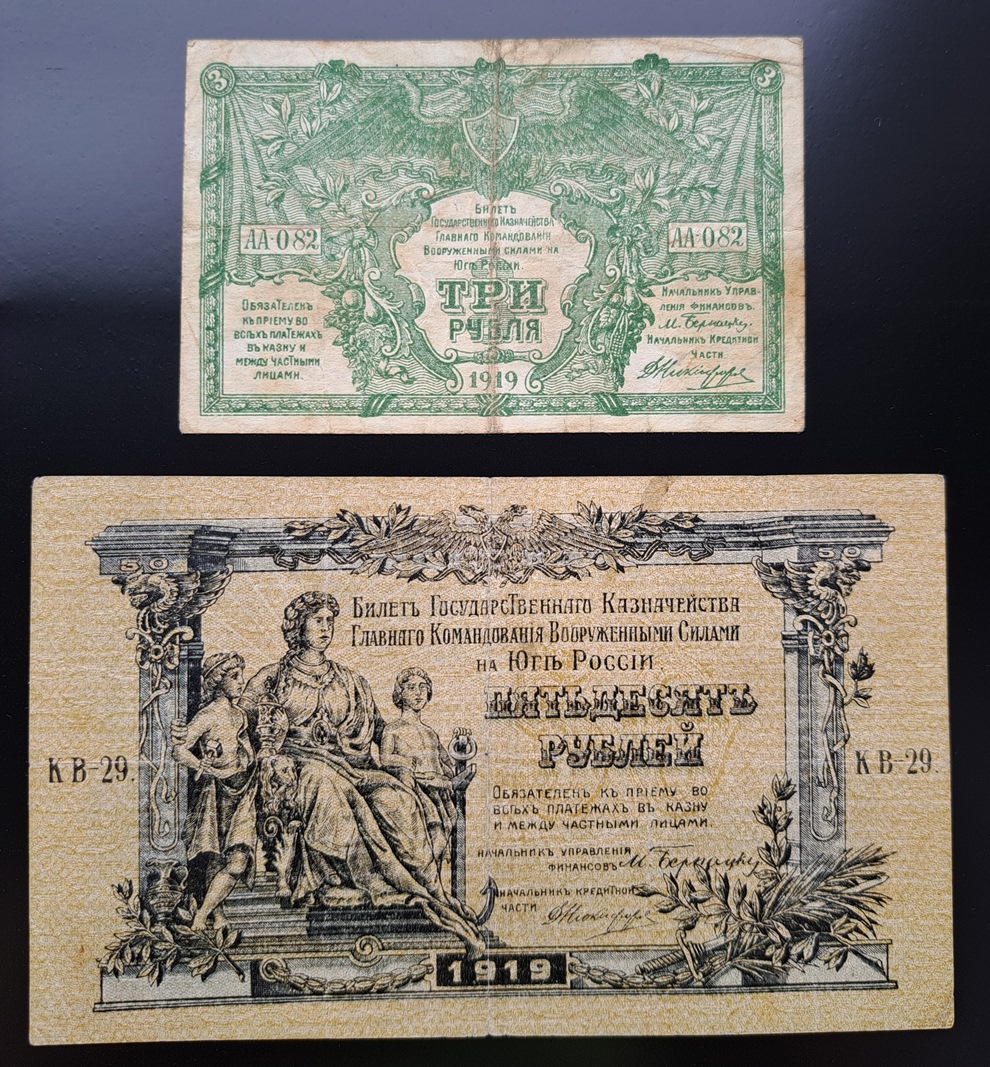 3 3
Билетъ
Государственнаго Казначейства
Главнаго Командованія
Вооруженными силами на
Югѣ Россіи.
АА-082 АА-082
ТРИ
РУБЛЯ
Обязателенъ
къ пріему во
всѣхъ платежахъ
въ казну и
между частными
лицами.
Начальникъ Управ-
ленія финансовъ.
М. Бернацкій
Начальникъ Кредитной
Части
1919
50 50
Билетъ Государственнаго Казначейства
Главнаго Командованія Вооруженными Силами
на Югѣ Россіи.
ПЯТЬДЕСЯТЪ
РУБЛЕЙ
КВ-29. КВ-29.
Обязателенъ къ пріему во
всѣхъ платежахъ въ казну
и между частными лицами.
Начальникъ управленія
финансовъ М. Бернацкій
Начальникъ кредитной
части
1919